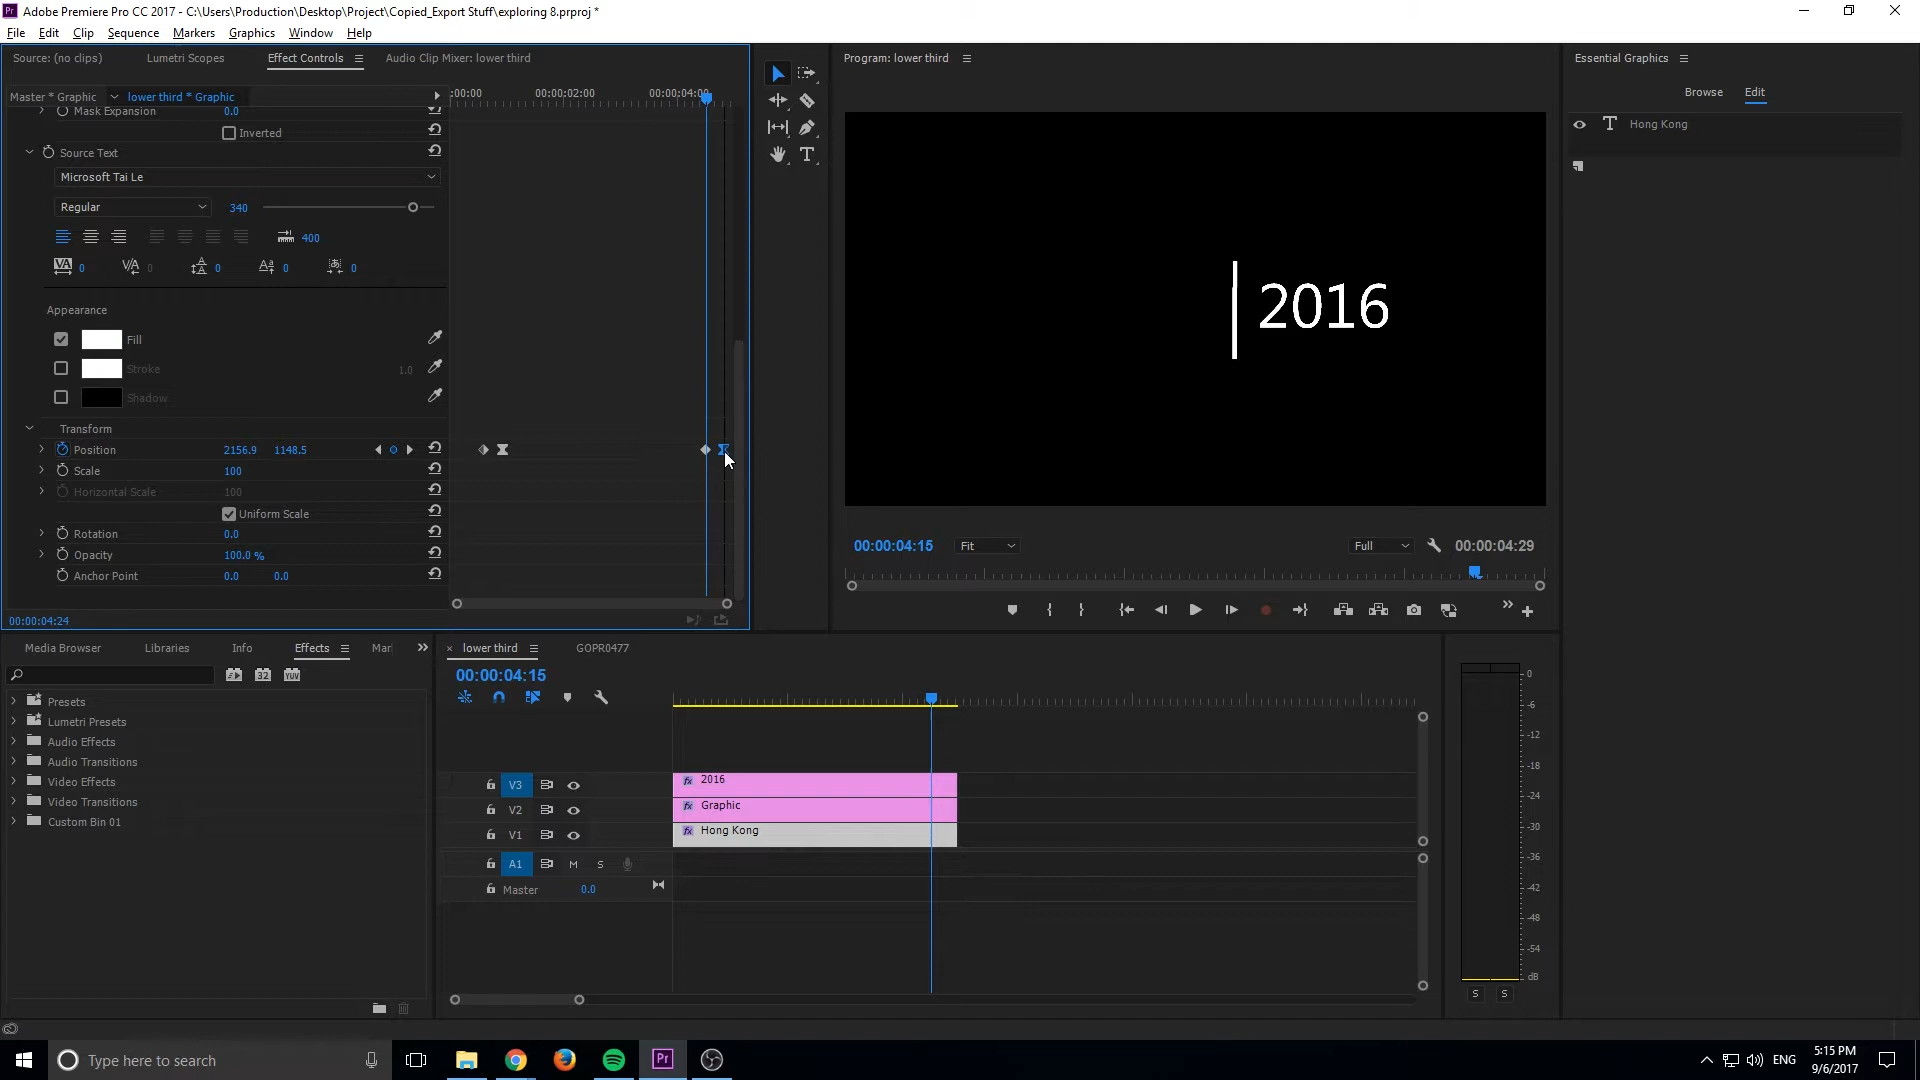 Adobe Premiere Pro CC 2017 - C:\Users\Production\Desktop\Project\Copied_Export Stuff\exploring 8.prproj *
File Edit Clip Sequence Markers Graphics Window Help
Source: (no clips) Lumetri Scopes Effect Controls Audio Clip Mixer: lower third
Master * Graphic lower third * Graphic
;00;00 00;00;02;00 00;00;04;00
Mask Expansion 0.0
Inverted
Source Text
Microsoft Tai Le
Regular 340
400
VA 0 V/A 0 0 Aa 0 0
Appearance
Fill
Stroke 1.0
Shadow
Transform
Position 2156.9 1148.5
Scale 100
Horizontal Scale 100
Uniform Scale
Rotation 0.0
Opacity 100.0 %
Anchor Point 0.0 0.0
00:00:04:24
Program: lower third
2016
00:00:04:15 Fit Full 00:00:04:29
Essential Graphics
Browse Edit
T Hong Kong
Media Browser Libraries Info Effects Mar
32 YUV
Presets
Lumetri Presets
Audio Effects
Audio Transitions
Video Effects
Video Transitions
Custom Bin 01
× lower third GOPR0477
00:00:04:15
V3 fx 2016
V2 fx Graphic
V1 fx Hong Kong
A1 M S
Master 0.0
0
-6
-12
-18
-24
-30
-36
-42
-48
-54
dB
S S
Type here to search
Pr
ENG
5:15 PM
9/6/2017